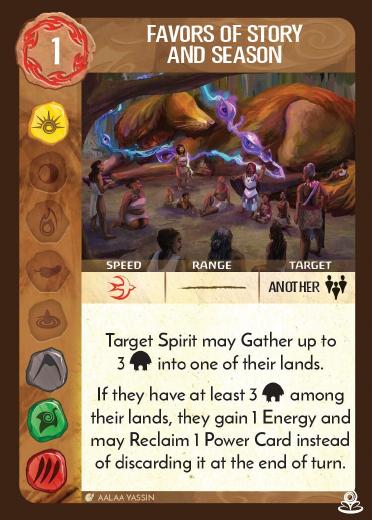 1
FAVORS OF STORY
AND SEASON
SPEED RANGE TARGET
ANOTHER
Target Spirit may Gather up to
3 into one of their lands.
If they have at least 3 among
their lands, they gain 1 Energy and
may Reclaim 1 Power Card instead
of discarding it at the end of turn.
AALAA YASSIN